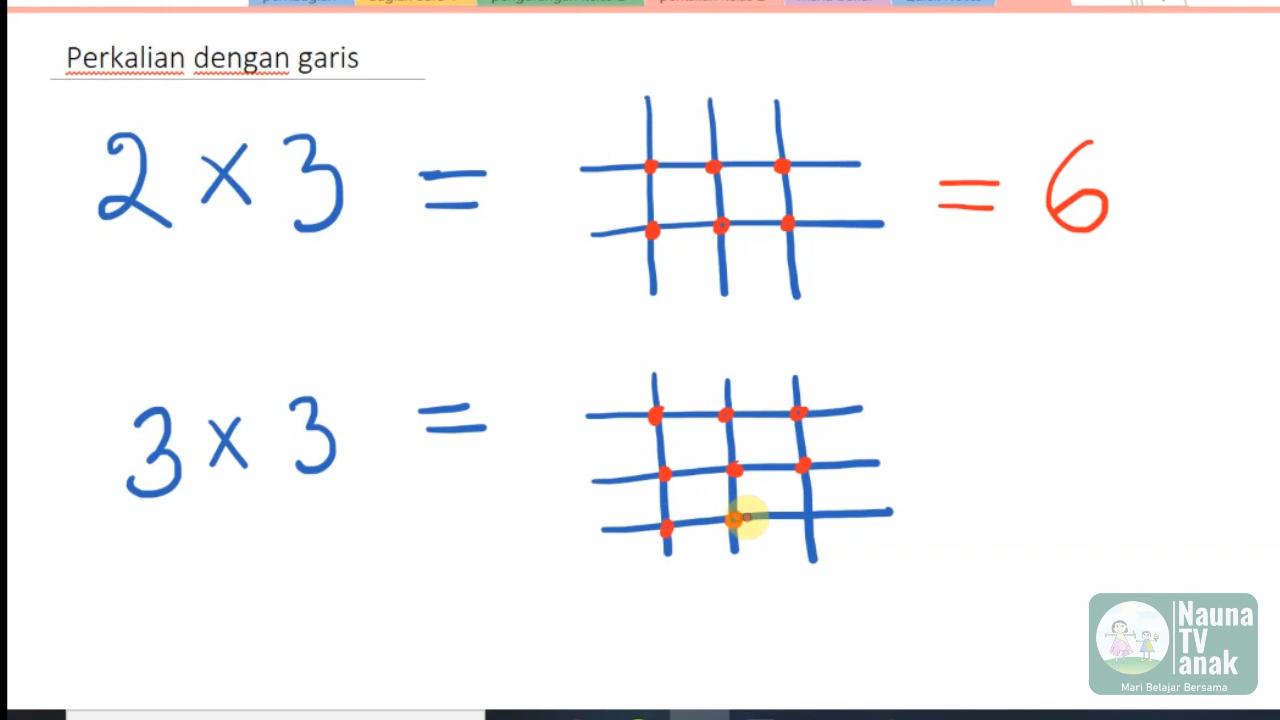 Perkalian dengan garis
2 × 3 = = 6
3 × 3 =
Nauna
TV
anak
Mari Belajar Bersama